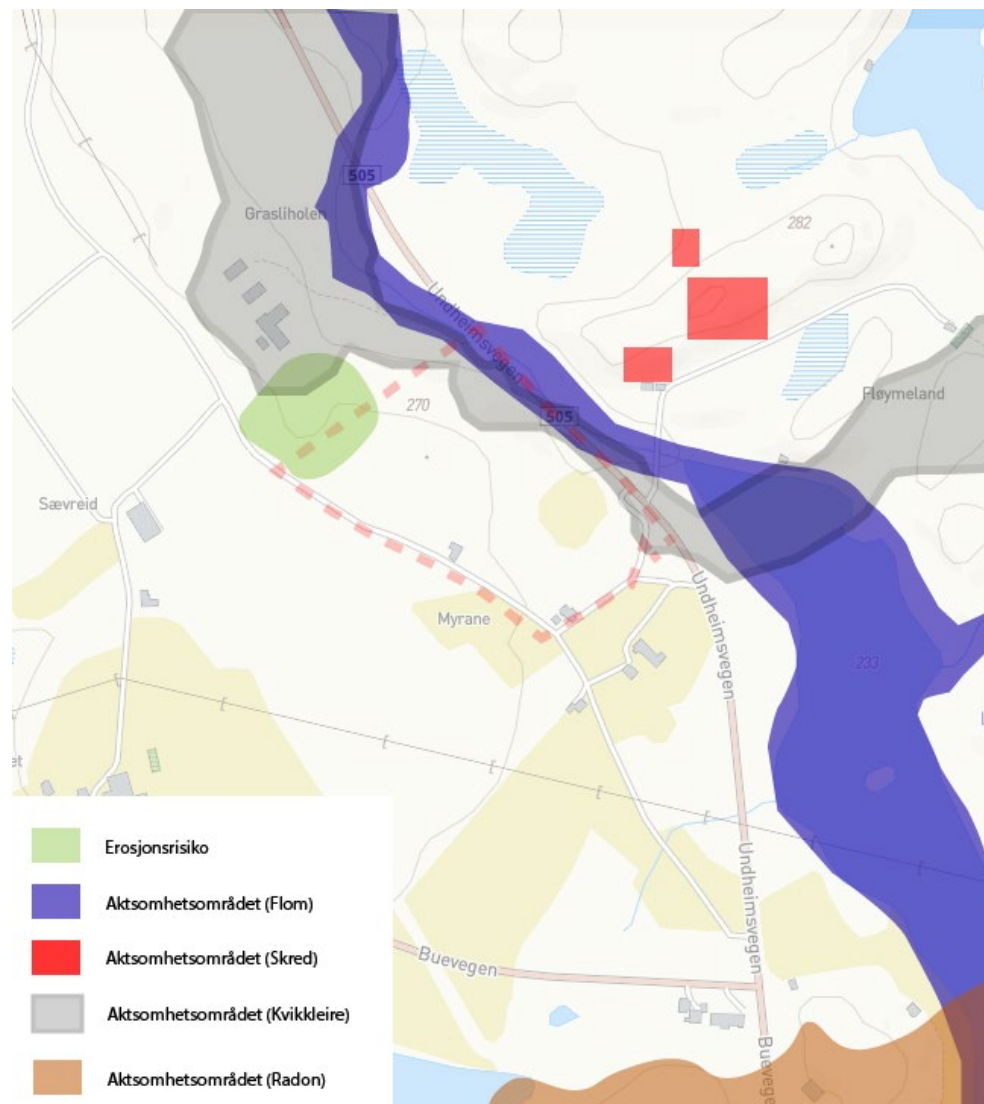 505
Grasliholen
282
Undheimsvegen
270
505
Fløymeland
Sævreid
Myrane
Undheimsvegen
233
et
L
Undheimsvegen
Buevegen
Buevegen
Erosjonsrisiko
Aktsomhetsområdet (Flom)
Aktsomhetsområdet (Skred)
Aktsomhetsområdet (Kvikkleire)
Aktsomhetsområdet (Radon)